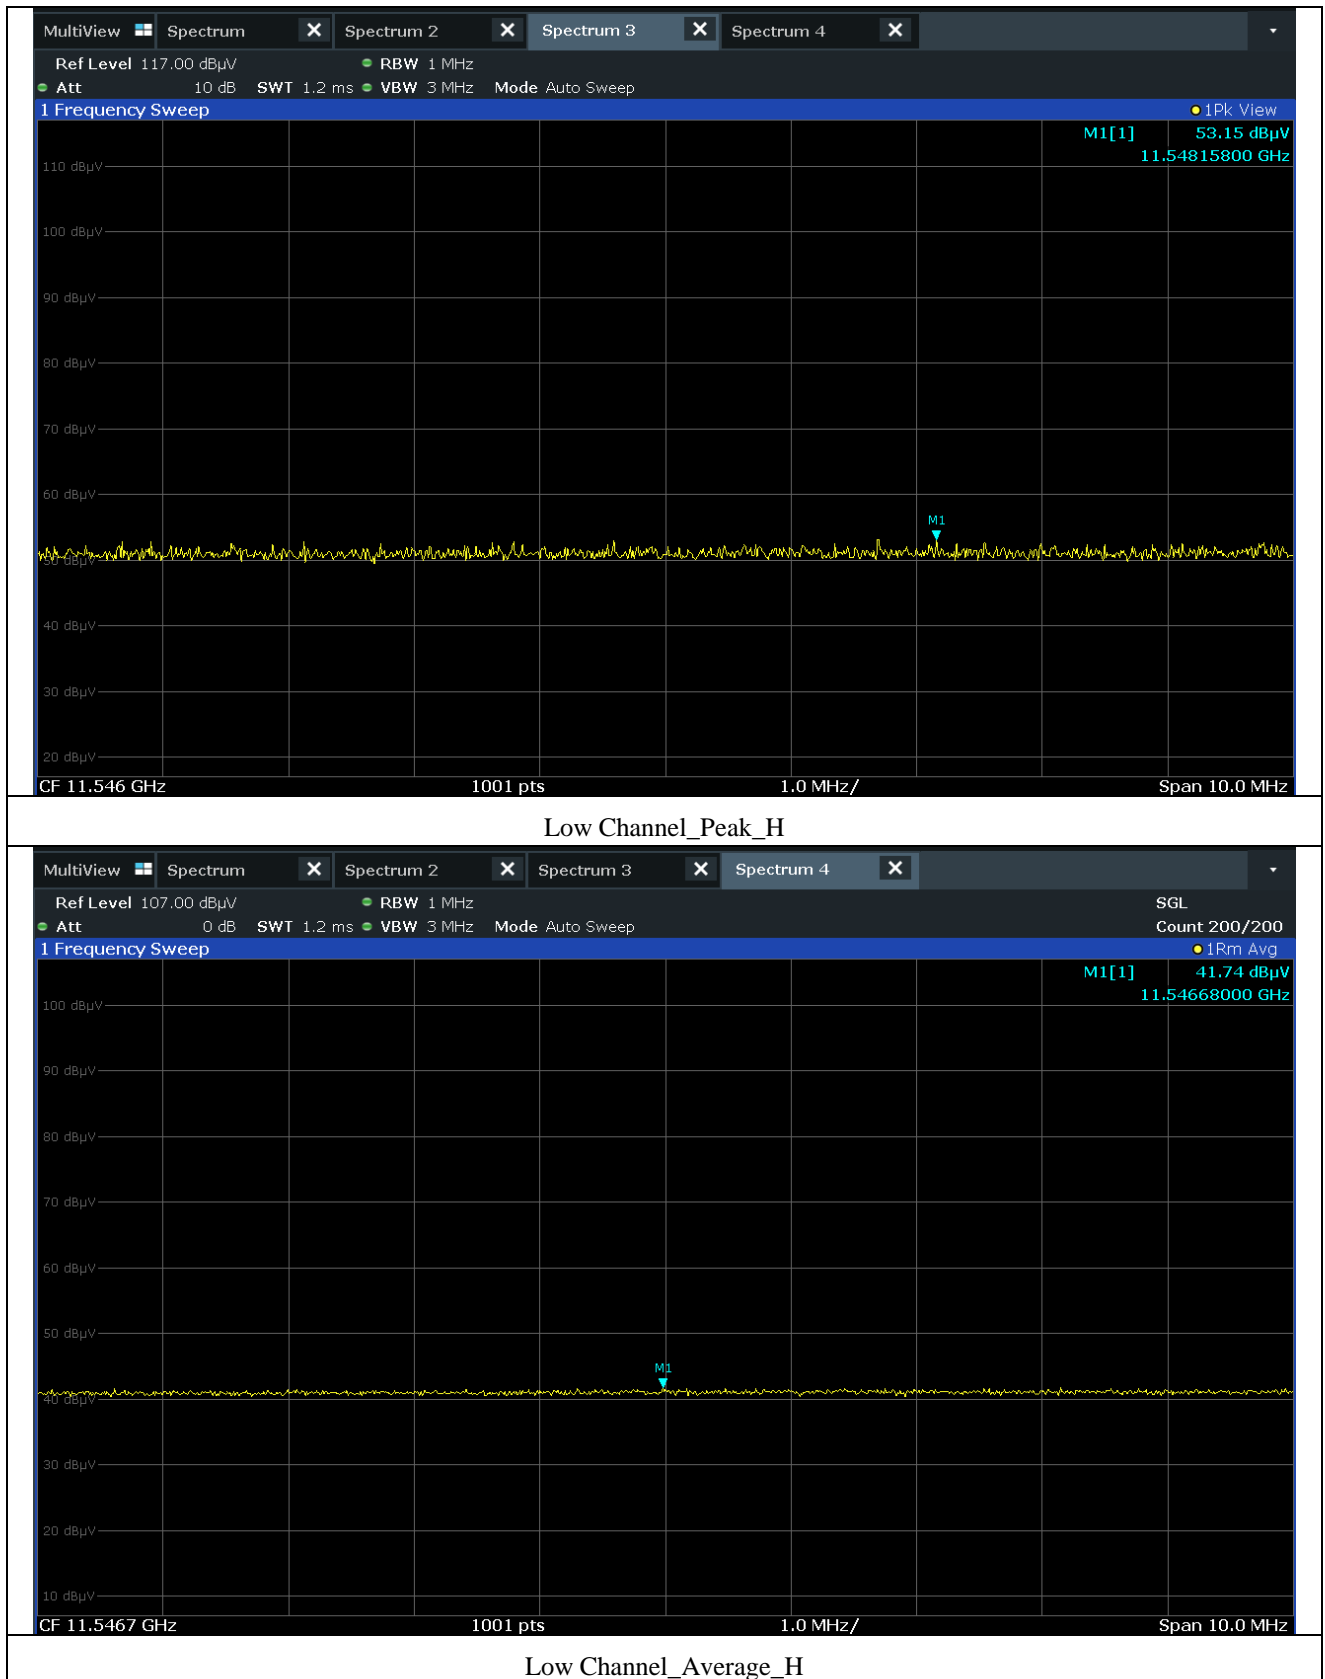 MultiView Spectrum Spectrum 2 Spectrum 3 Spectrum 4
Ref Level 117.00 dBµV RBW 1 MHz
Att 10 dB SWT 1.2 ms VBW 3 MHz Mode Auto Sweep
1 Frequency Sweep 1Pk View
M1[1] 53.15 dBµV
11.54815800 GHz
110 dBµV
100 dBµV
90 dBµV
80 dBµV
70 dBµV
60 dBµV
M1
50 dBµV
40 dBµV
30 dBµV
20 dBµV
CF 11.546 GHz 1001 pts 1.0 MHz/ Span 10.0 MHz
Low Channel_Peak_H
MultiView Spectrum Spectrum 2 Spectrum 3 Spectrum 4
Ref Level 107.00 dBµV RBW 1 MHz SGL
Att 0 dB SWT 1.2 ms VBW 3 MHz Mode Auto Sweep Count 200/200
1 Frequency Sweep 1Rm Avg
M1[1] 41.74 dBµV
11.54668000 GHz
100 dBµV
90 dBµV
80 dBµV
70 dBµV
60 dBµV
50 dBµV
M1
40 dBµV
30 dBµV
20 dBµV
10 dBµV
CF 11.5467 GHz 1001 pts 1.0 MHz/ Span 10.0 MHz
Low Channel_Average_H